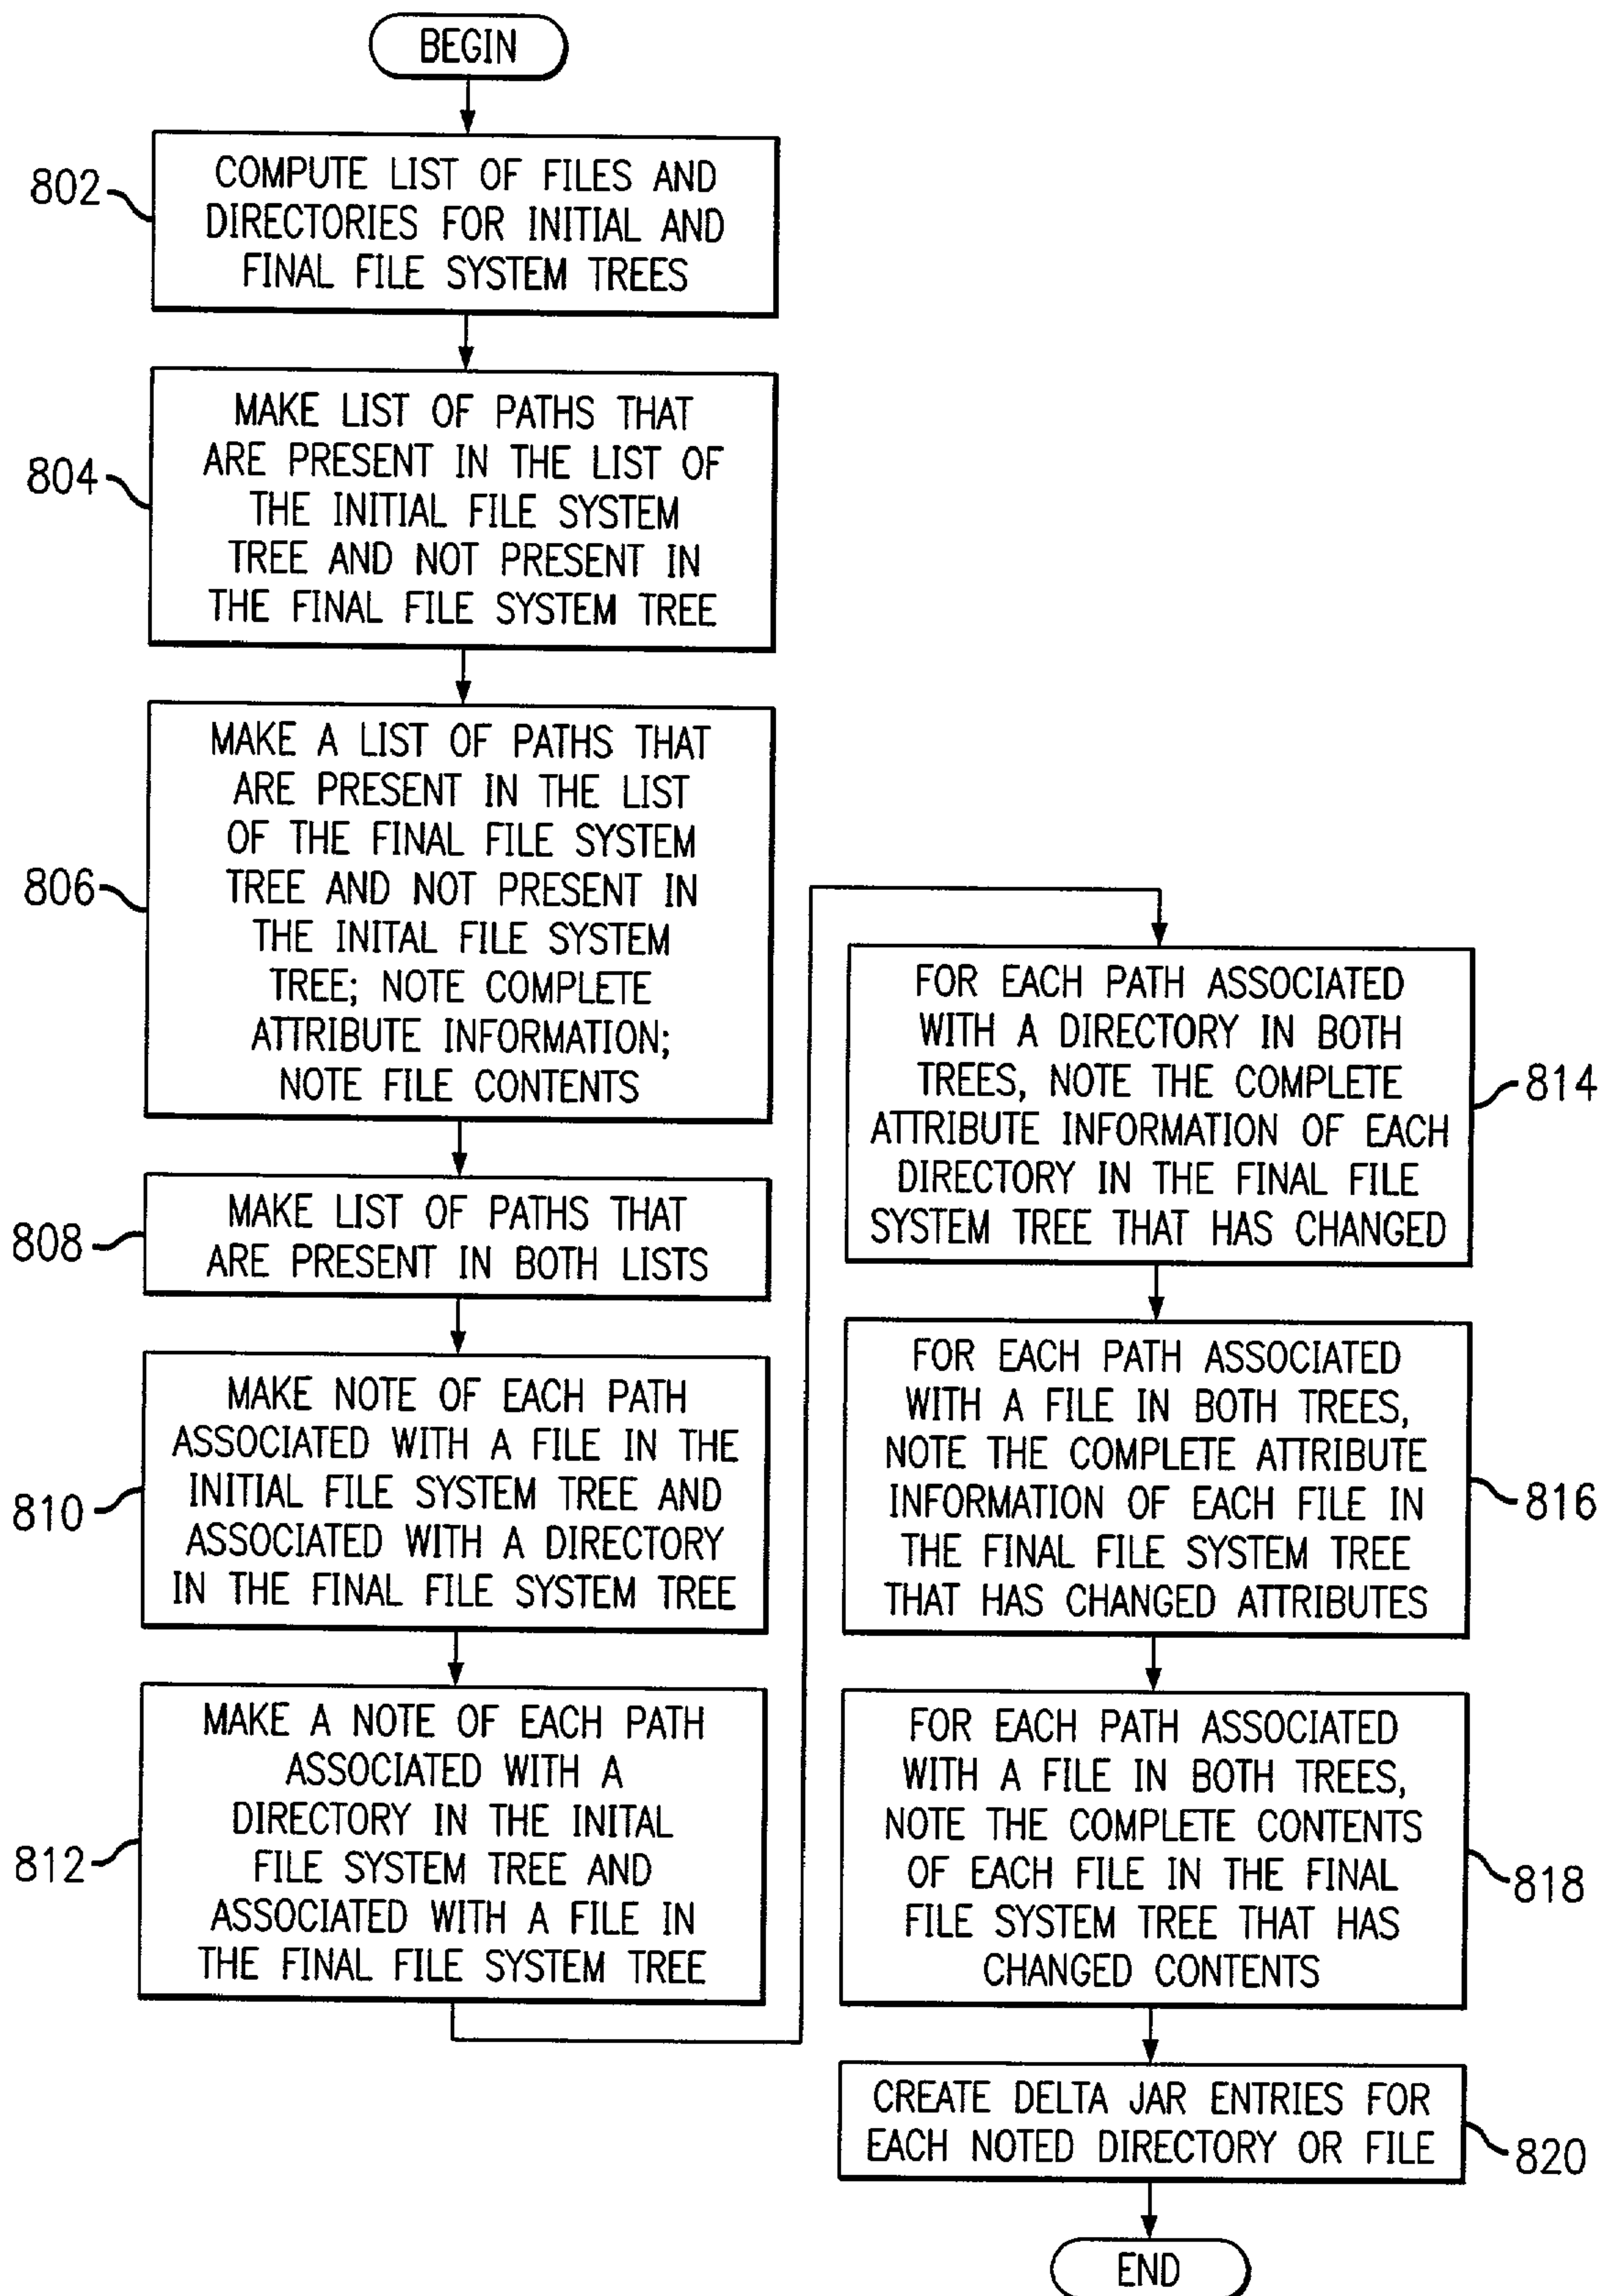 BEGIN
802
COMPUTE LIST OF FILES AND
DIRECTORIES FOR INITIAL AND
FINAL FILE SYSTEM TREES
804
MAKE LIST OF PATHS THAT
ARE PRESENT IN THE LIST OF
THE INITIAL FILE SYSTEM
TREE AND NOT PRESENT IN
THE FINAL FILE SYSTEM TREE
806
MAKE A LIST OF PATHS THAT
ARE PRESENT IN THE LIST
OF THE FINAL FILE SYSTEM
TREE AND NOT PRESENT IN
THE INITAL FILE SYSTEM
TREE; NOTE COMPLETE
ATTRIBUTE INFORMATION;
NOTE FILE CONTENTS
808
MAKE LIST OF PATHS THAT
ARE PRESENT IN BOTH LISTS
810
MAKE NOTE OF EACH PATH
ASSOCIATED WITH A FILE IN THE
INITIAL FILE SYSTEM TREE AND
ASSOCIATED WITH A DIRECTORY
IN THE FINAL FILE SYSTEM TREE
812
MAKE A NOTE OF EACH PATH
ASSOCIATED WITH A
DIRECTORY IN THE INITAL
FILE SYSTEM TREE AND
ASSOCIATED WITH A FILE IN
THE FINAL FILE SYSTEM TREE
FOR EACH PATH ASSOCIATED
WITH A DIRECTORY IN BOTH
TREES, NOTE THE COMPLETE
ATTRIBUTE INFORMATION OF EACH
DIRECTORY IN THE FINAL FILE
SYSTEM TREE THAT HAS CHANGED
814
FOR EACH PATH ASSOCIATED
WITH A FILE IN BOTH TREES,
NOTE THE COMPLETE ATTRIBUTE
INFORMATION OF EACH FILE IN
THE FINAL FILE SYSTEM TREE
THAT HAS CHANGED ATTRIBUTES
816
FOR EACH PATH ASSOCIATED
WITH A FILE IN BOTH TREES,
NOTE THE COMPLETE CONTENTS
OF EACH FILE IN THE FINAL
FILE SYSTEM TREE THAT HAS
CHANGED CONTENTS
818
CREATE DELTA JAR ENTRIES FOR
EACH NOTED DIRECTORY OR FILE
820
END